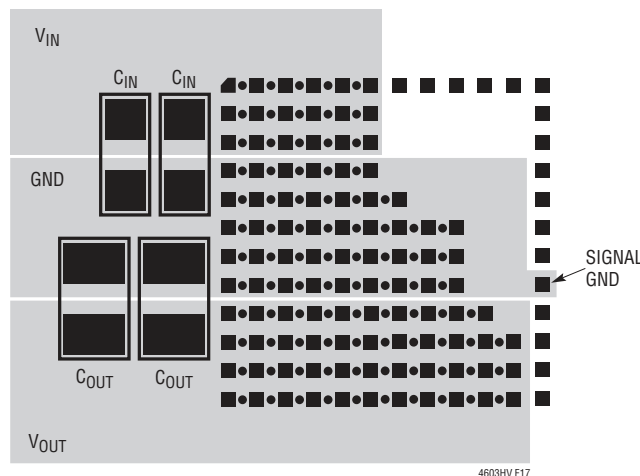 VIN
CIN CIN
GND
SIGNAL
GND
COUT COUT
VOUT
4603HV F17